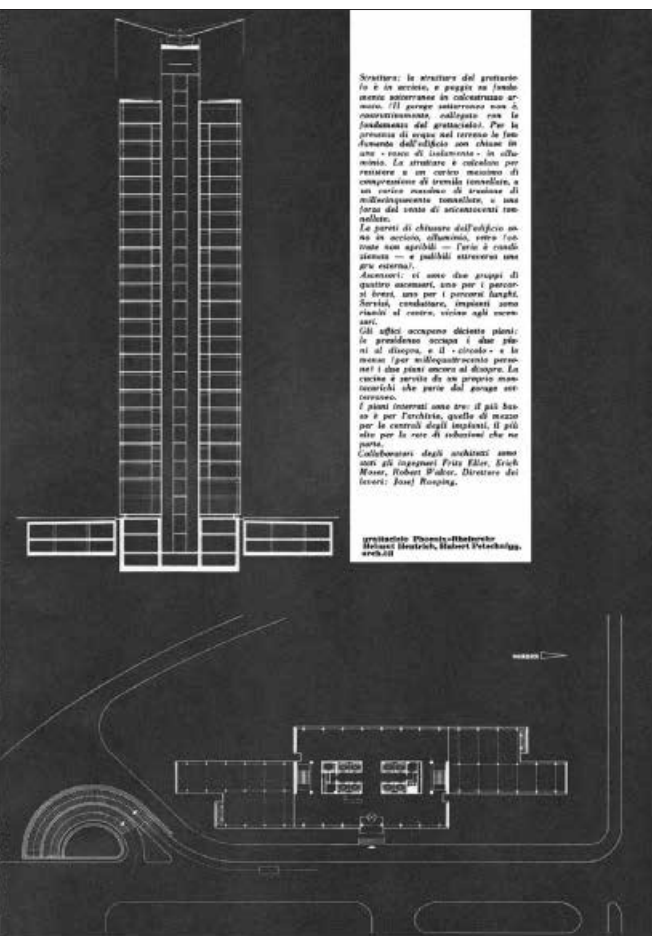 Struttura: la struttura del grattacie-
lo è in acciaio, e poggia su fonda-
menta sotterranee in calcestruzzo ar-
mato. (Il garage sotterraneo non è,
costruttivamente, collegato con le
fondamenta del grattacielo). Per la
presenza di acqua nel terreno le fon-
damenta dell'edificio son chiuse in
una « vasca di isolamento » in allu-
minio. La struttura è calcolata per
resistere a un carico massimo di
compressione di tremila tonnellate, a
un carico massimo di trazione di
millecinquecento tonnellate, a una
forza del vento di seicentoventi ton-
nellate.
Le pareti di chiusura dell'edificio so-
no in acciaio, alluminio, vetro (ve-
trate non apribili — l'aria è condi-
zionata — e pulibili attraverso una
gru esterna).
Ascensori: vi sono due gruppi di
quattro ascensori, uno per i percor-
si brevi, uno per i percorsi lunghi.
Servizi, condutture, impianti sono
riuniti al centro, vicino agli ascen-
sori.
Gli uffici occupano diciotto piani:
la presidenza occupa i due pia-
ni al disopra, e il « circolo » e la
mensa (per millequattrocento perso-
ne) i due piani ancora al disopra. La
cucina è servita da un proprio mon-
tacarichi che parte dal garage sot-
terraneo.
I piani interrati sono tre: il più bas-
so è per l'archivio, quello di mezzo
per le centrali degli impianti, il più
alto per la rete di tubazioni che ne
parte.
Collaboratori degli architetti sono
stati gli ingegneri Fritz Eller, Erich
Moser, Robert Walter. Direttore dei
lavori: Josef Rueping.
grattacielo Phoenix-Rheinrohr
Helmut Hentrich, Hubert Petschnigg,
arch.tti